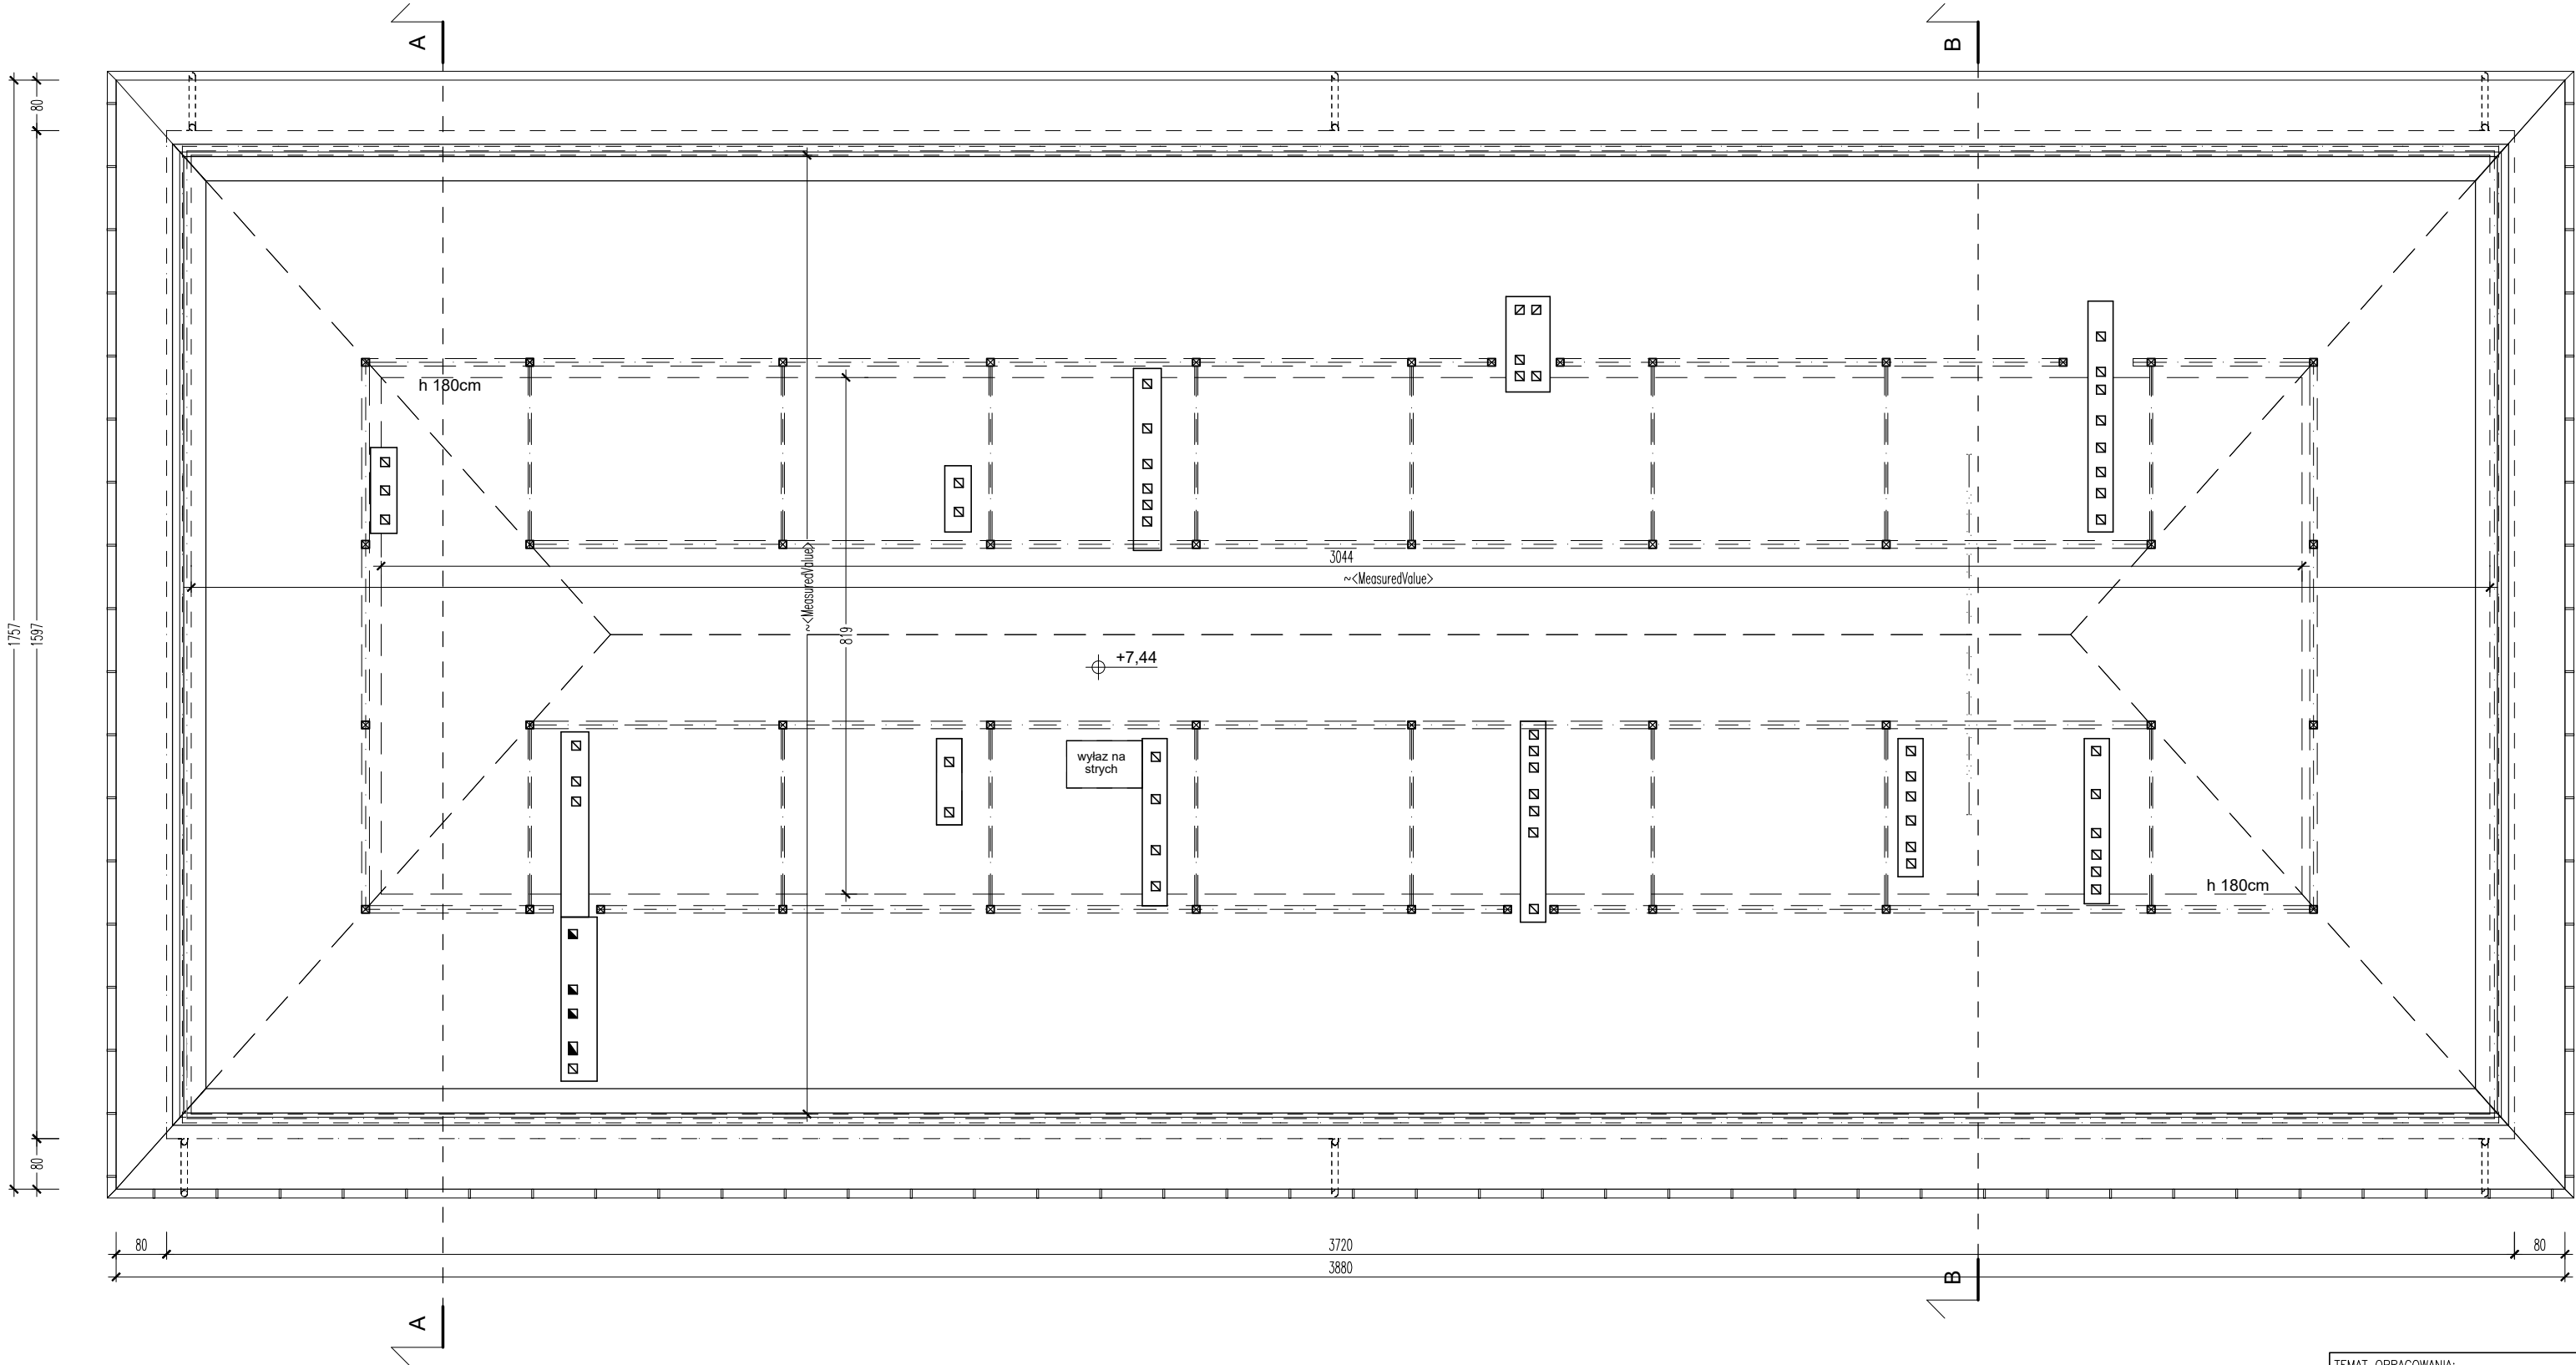 A
B
80
h 180cm
3044
~<MeasuredValue>
~<MeasuredValue>
1757
1597
819
+7,44
wyłaz na
strych
h 180cm
80
80
3720
80
3880
B
A
TEMAT OPRACOWANIA: